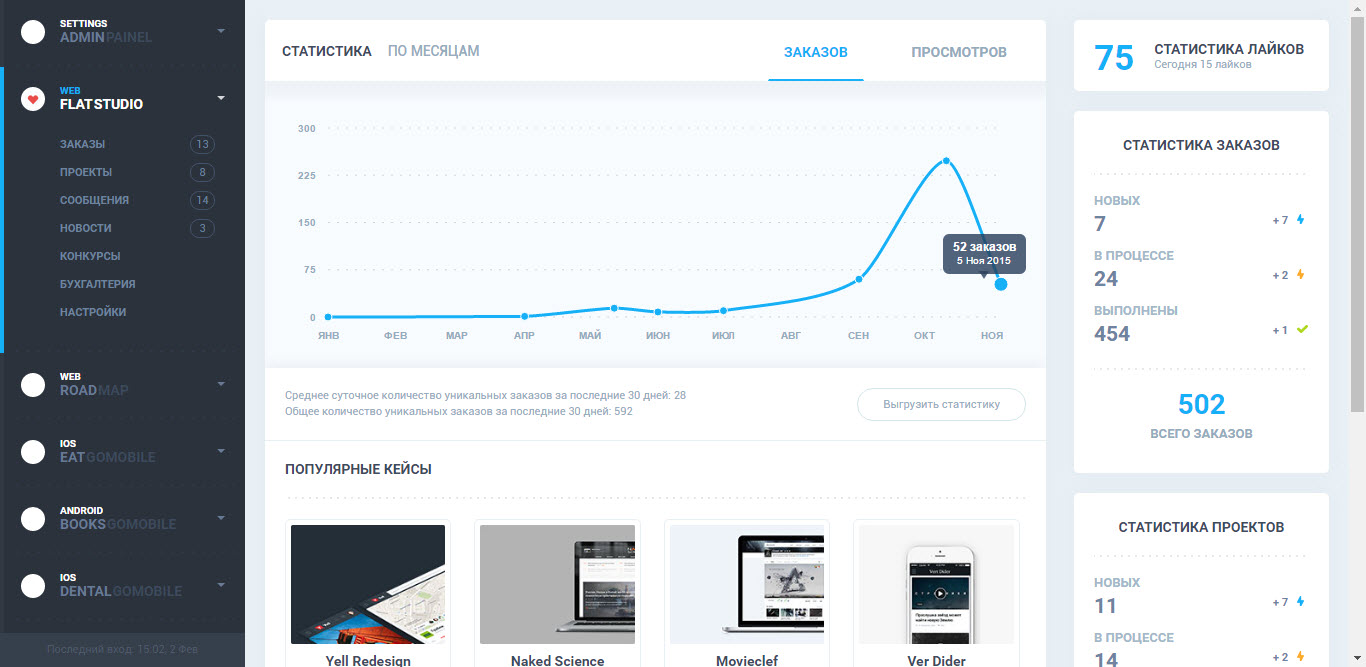 SETTINGS
ADMINPAINEL
WEB
FLATSTUDIO
ЗАКАЗЫ 13
ПРОЕКТЫ 8
СООБЩЕНИЯ 14
НОВОСТИ 3
КОНКУРСЫ
БУХГАЛТЕРИЯ
НАСТРОЙКИ
WEB
ROADMAP
IOS
EATGOMOBILE
ANDROID
BOOKSGOMOBILE
IOS
DENTALGOMOBILE
Последний вход: 15:02, 2 Фев
СТАТИСТИКА ПО МЕСЯЦАМ ЗАКАЗОВ ПРОСМОТРОВ
300
225
150
75
0
52 заказов
5 Ноя 2015
ЯНВ ФЕВ МАР АПР МАЙ ИЮН ИЮЛ АВГ СЕН ОКТ НОЯ
Среднее суточное количество уникальных заказов за последние 30 дней: 28
Общее количество уникальных заказов за последние 30 дней: 592
Выгрузить статистику
ПОПУЛЯРНЫЕ КЕЙСЫ
Ver Dider
Yell Redesign
Naked Science
Movieclef
Ver Dider
75 СТАТИСТИКА ЛАЙКОВ
Сегодня 15 лайков
СТАТИСТИКА ЗАКАЗОВ
НОВЫХ
7 +7
В ПРОЦЕССЕ
24 +2
ВЫПОЛНЕНЫ
454 +1
502
ВСЕГО ЗАКАЗОВ
СТАТИСТИКА ПРОЕКТОВ
НОВЫХ
11 +7
В ПРОЦЕССЕ
14 +2